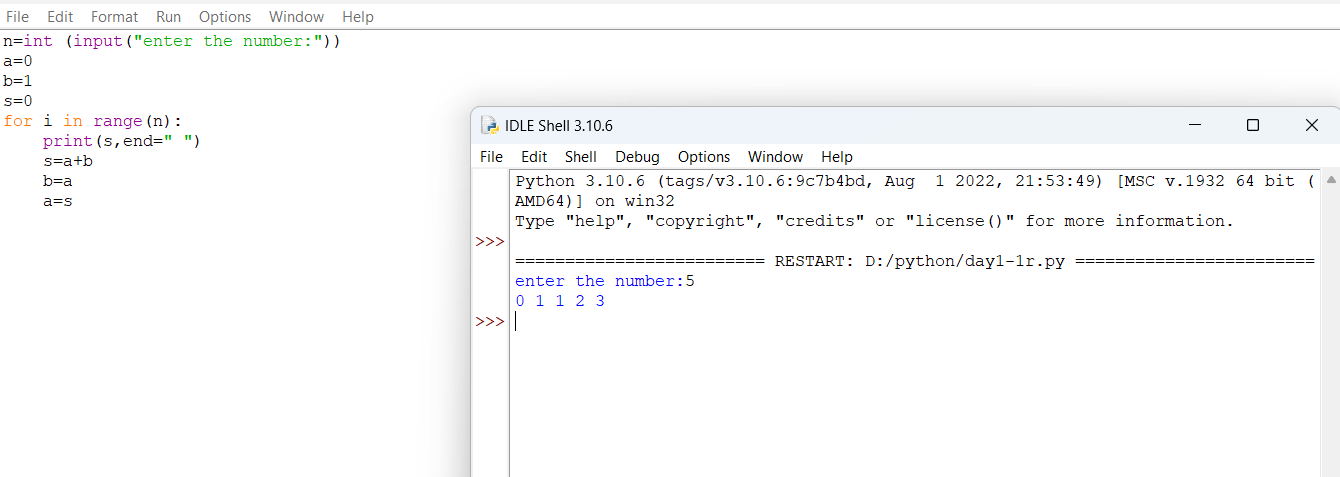 File Edit Format Run Options Window Help
n=int (input("enter the number:"))
a=0
b=1
s=0
for i in range(n):
    print(s,end=" ")
    s=a+b
    b=a
    a=s
IDLE Shell 3.10.6
File Edit Shell Debug Options Window Help
Python 3.10.6 (tags/v3.10.6:9c7b4bd, Aug  1 2022, 21:53:49) [MSC v.1932 64 bit (
AMD64)] on win32
Type "help", "copyright", "credits" or "license()" for more information.
>>>
========================= RESTART: D:/python/day1-1r.py ========================
enter the number:5
0 1 1 2 3
>>>